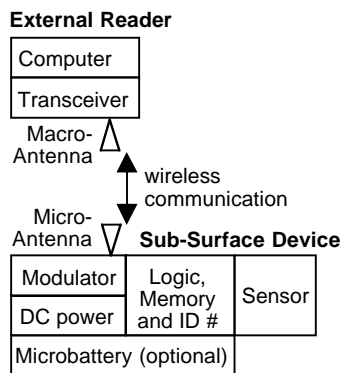 External Reader
Computer
Transceiver
Macro-
Antenna
wireless
communication
Micro-
Antenna
Sub-Surface Device
Modulator
DC power
Logic,
Memory
and ID #
Sensor
Microbattery (optional)